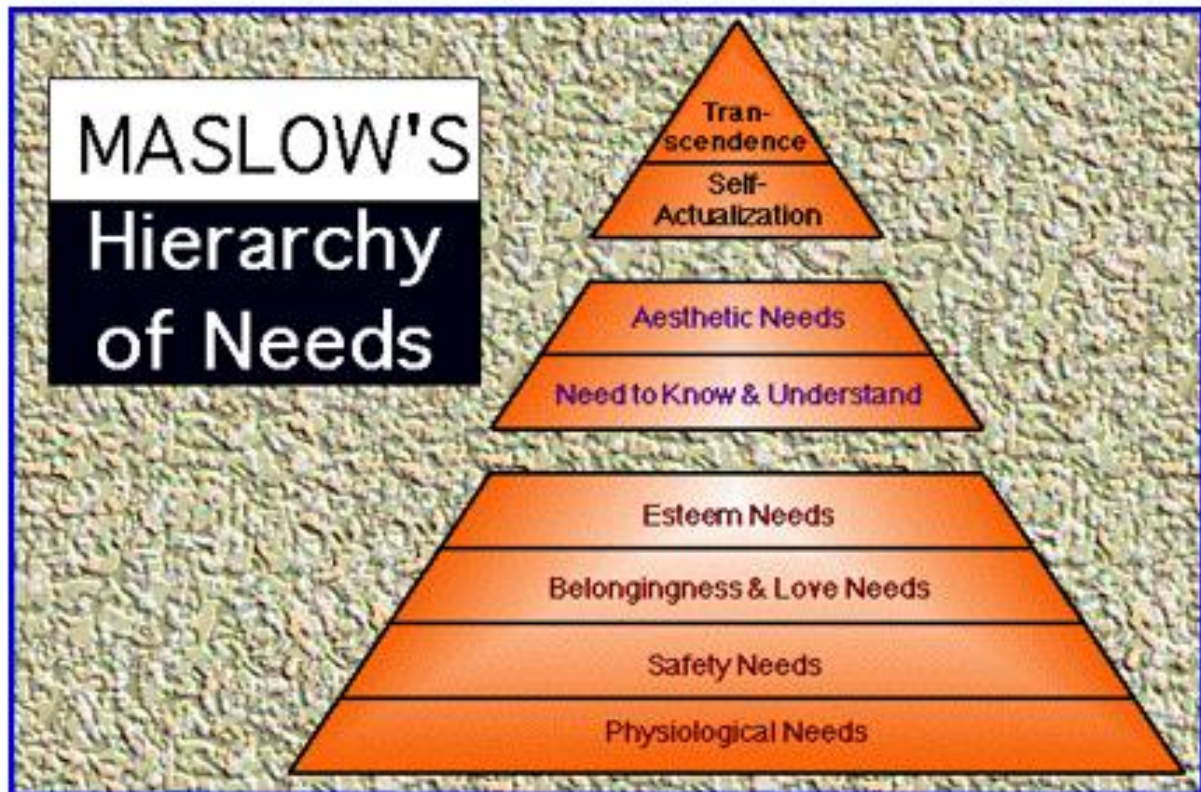 MASLOW'S
Hierarchy
of Needs
Tran-
scendence
Self-
Actualization
Aesthetic Needs
Need to Know & Understand
Esteem Needs
Belongingness & Love Needs
Safety Needs
Physiological Needs